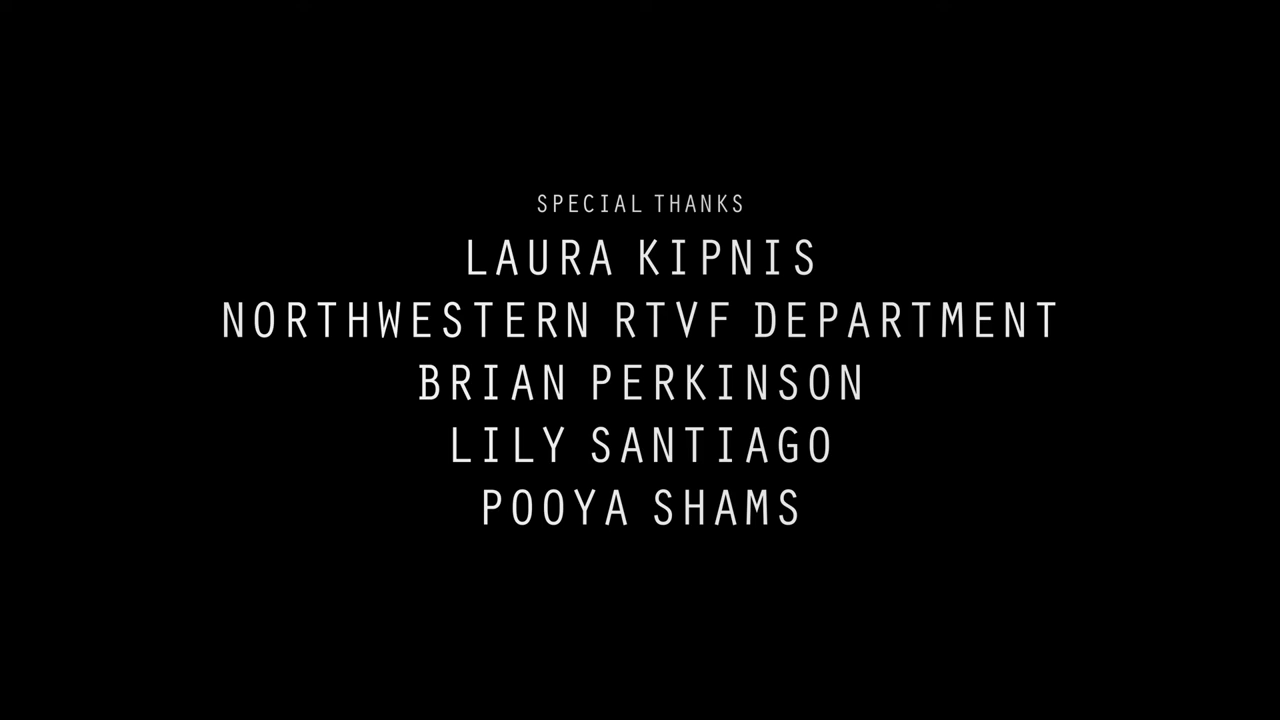 SPECIAL THANKS
LAURA KIPNIS
NORTHWESTERN RTVF DEPARTMENT
BRIAN PERKINSON
LILY SANTIAGO
POOYA SHAMS